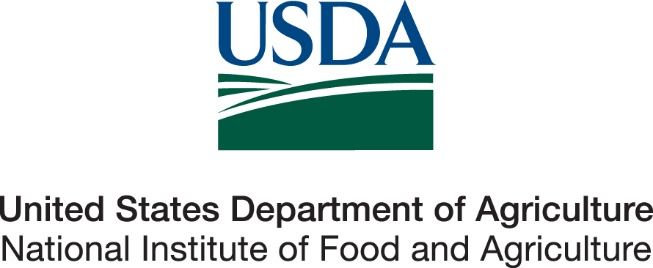 USDA
United States Department of Agriculture
National Institute of Food and Agriculture